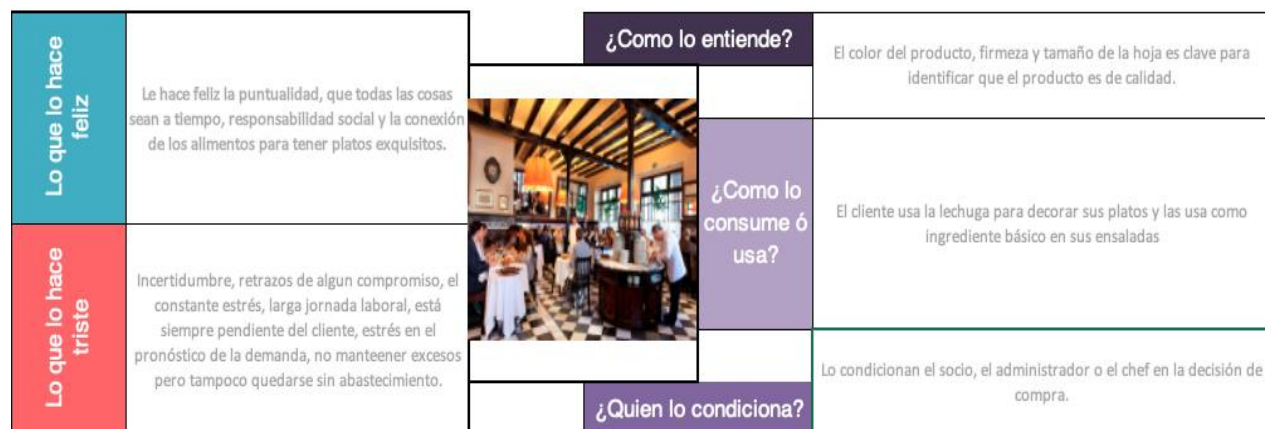 Lo que lo hace
feliz
Le hace feliz la puntualidad, que todas las cosas
sean a tiempo, responsabilidad social y la conexión
de los alimentos para tener platos exquisitos.
Lo que lo hace
triste
Incertidumbre, retrazos de algun compromiso, el
constante estrés, larga jornada laboral, está
siempre pendiente del cliente, estrés en el
pronóstico de la demanda, no manteener excesos
pero tampoco quedarse sin abastecimiento.
¿Como lo entiende?
El color del producto, firmeza y tamaño de la hoja es clave para
identificar que el producto es de calidad.
¿Como lo
consume ó
usa?
El cliente usa la lechuga para decorar sus platos y las usa como
ingrediente básico en sus ensaladas
¿Quien lo condiciona?
Lo condicionan el socio, el administrador o el chef en la decisión de
compra.